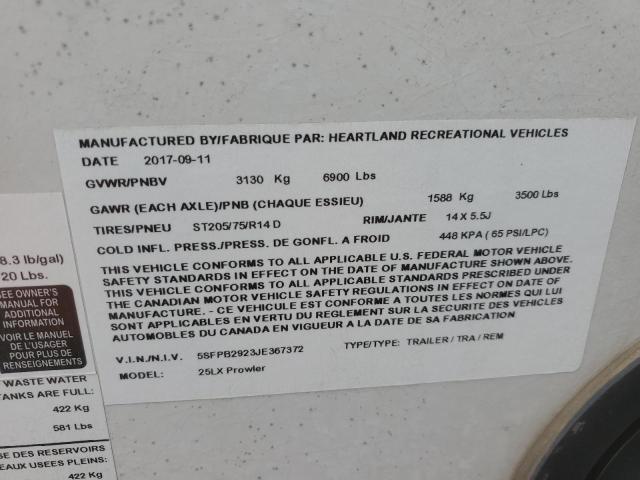 MANUFACTURED BY/FABRIQUE PAR: HEARTLAND RECREATIONAL VEHICLES
DATE 2017-09-11
GVWR/PNBV 3130 Kg 6900 Lbs
GAWR (EACH AXLE)/PNB (CHAQUE ESSIEU) 1588 Kg 3500 Lbs
TIRES/PNEU ST205/75/R14 D RIM/JANTE 14 X 5.5J
COLD INFL. PRESS./PRESS. DE GONFL. A FROID 448 KPA ( 65 PSI/LPC)
THIS VEHICLE CONFORMS TO ALL APPLICABLE U.S. FEDERAL MOTOR VEHICLE
SAFETY STANDARDS IN EFFECT ON THE DATE OF MANUFACTURE SHOWN ABOVE.
THIS VEHICLE CONFORMS TO ALL APPLICABLE STANDARDS PRESCRIBED UNDER
THE CANADIAN MOTOR VEHICLE SAFETY REGULATIONS IN EFFECT ON DATE OF
MANUFACTURE. - CE VEHICULE EST CONFORME A TOUTES LES NORMES QUI LUI
SONT APPLICABLES EN VERTU DU REGLEMENT SUR LA SECURITE DES VEHICLES
AUTOMOBILES DU CANADA EN VIGUEUR A LA DATE DE SA FABRICATION
V.I.N./N.I.V. 5SFPB2923JE367372 TYPE/TYPE: TRAILER / TRA / REM
MODEL: 25LX Prowler
8.3 lb/gal)
20 Lbs.
SEE OWNER'S
MANUAL FOR
ADDITIONAL
INFORMATION
VOIR LE MANUEL
DE L'USAGER
POUR PLUS DE
RENSEIGNEMENTS
WASTE WATER
TANKS ARE FULL:
422 Kg
581 Lbs
SE DES RESERVOIRS
EAUX USEES PLEINS:
422 Kg